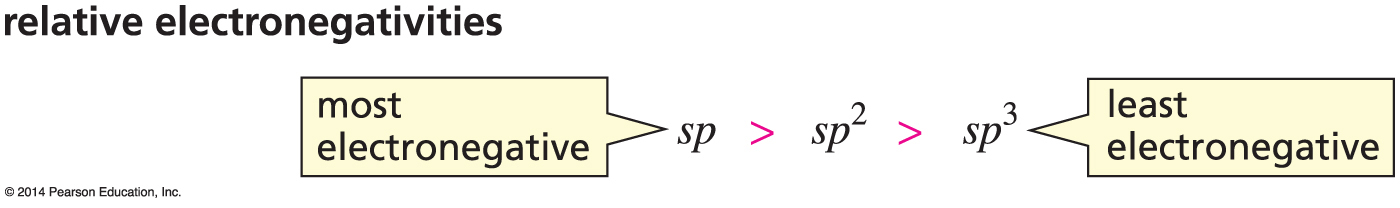 relative electronegativities
most
electronegative
sp > sp² > sp³
least
electronegative
© 2014 Pearson Education, Inc.